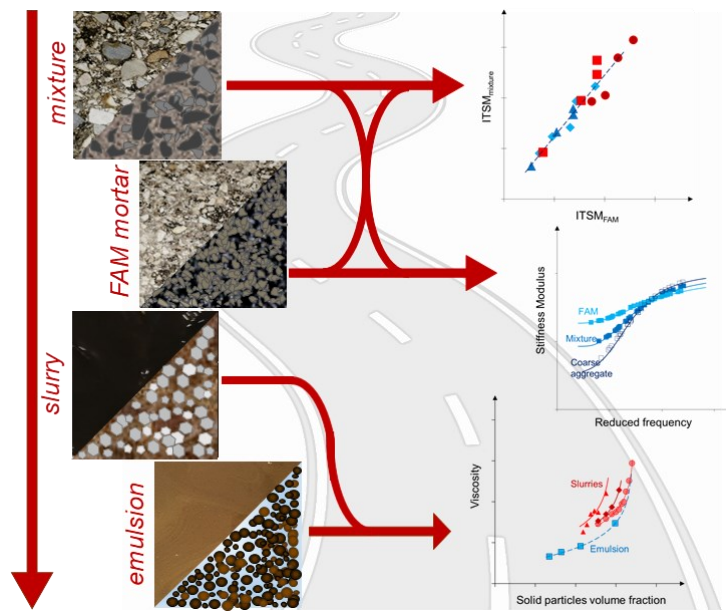 mixture
FAM mortar
slurry
emulsion
ITSMmixture
ITSMFAM
Stiffness Modulus
FAM
Mixture
Coarse
aggregate
Reduced frequency
Viscosity
Slurries
Emulsion
Solid particles volume fraction